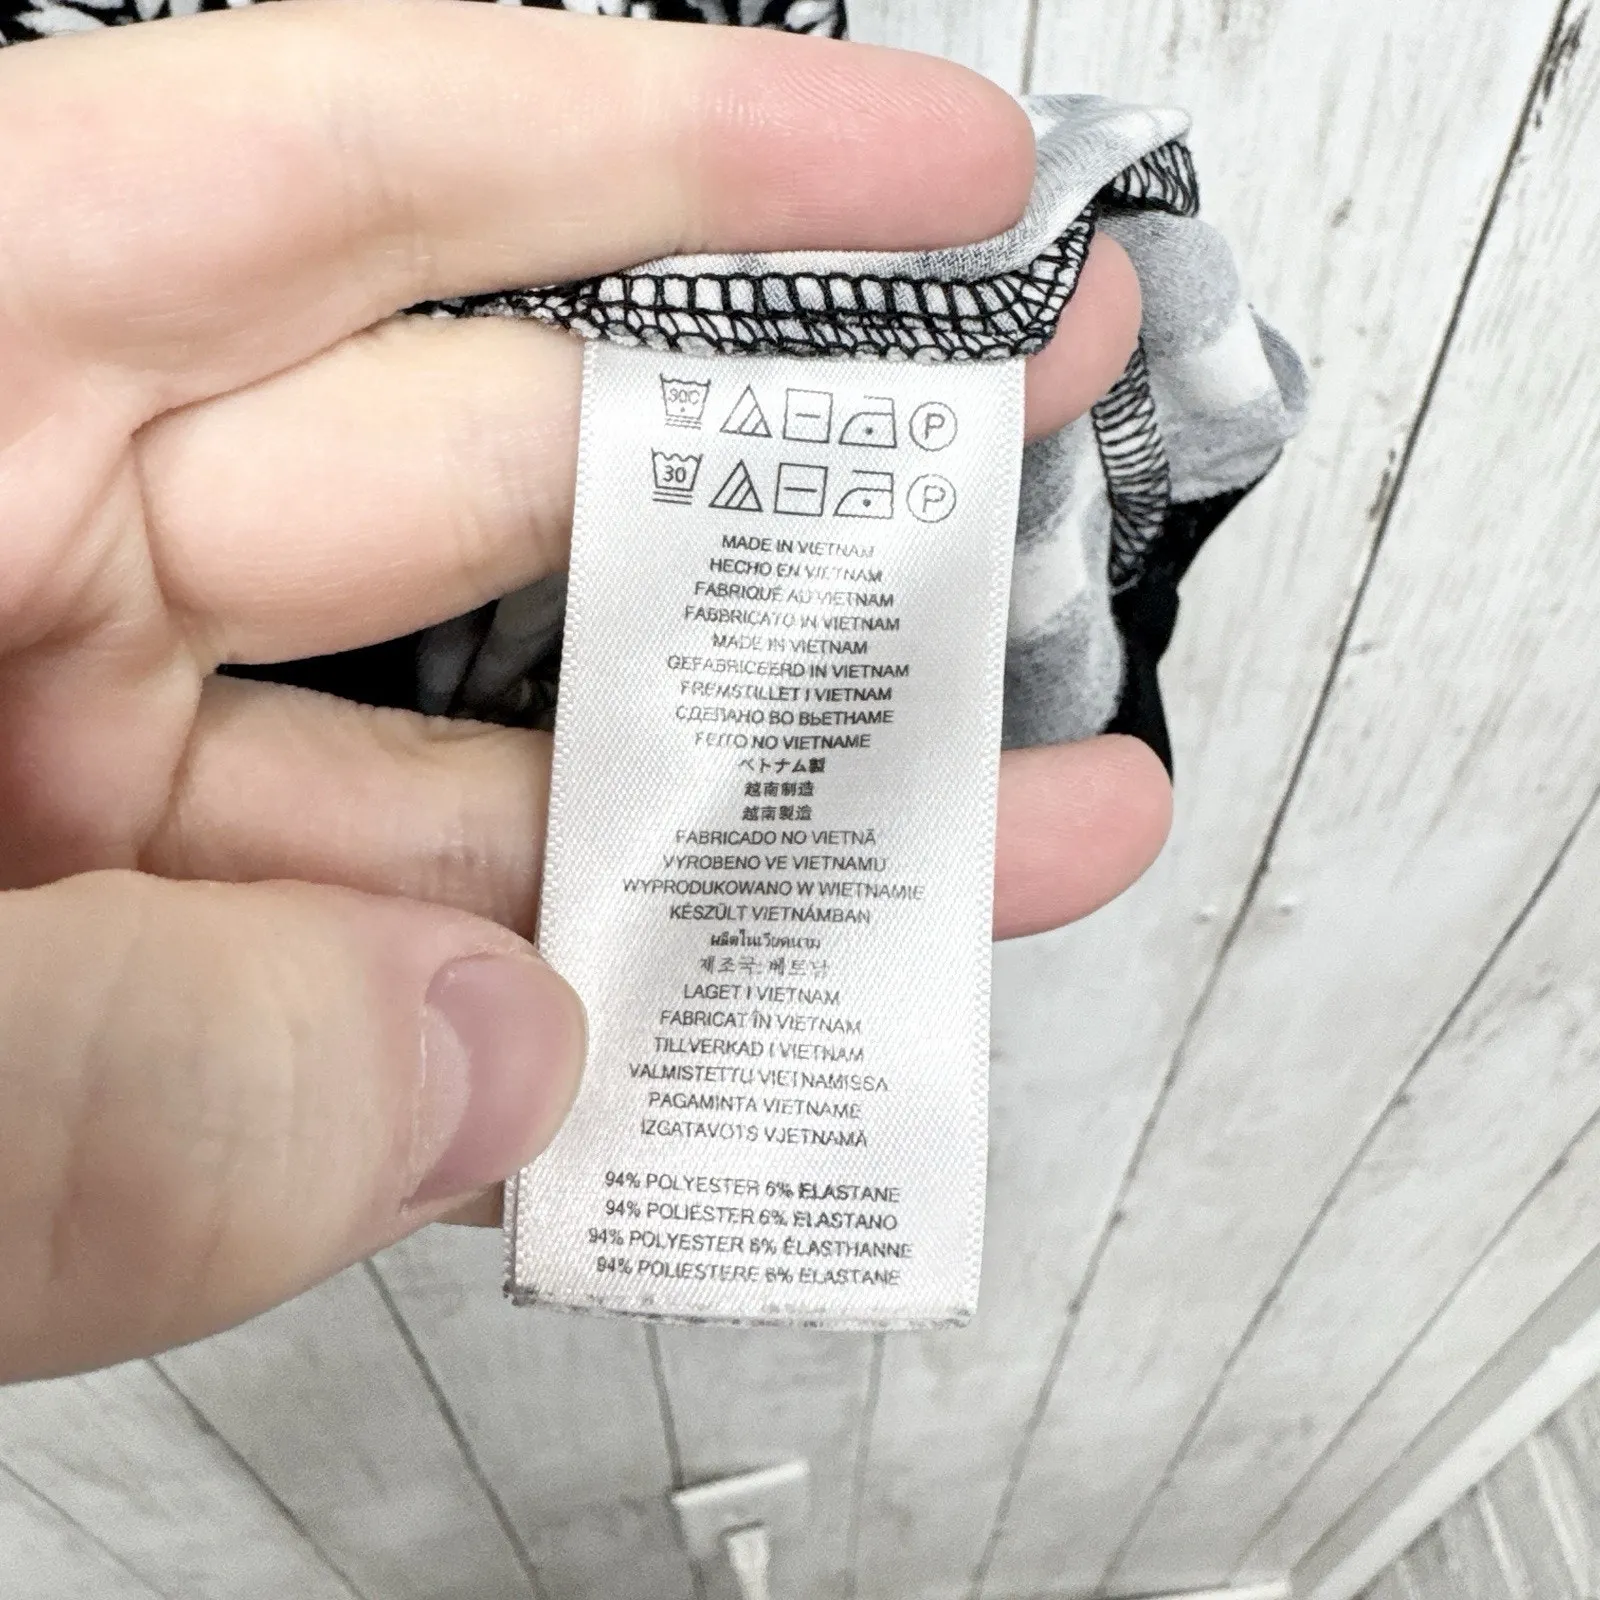 30C P
30 P
MADE IN VIETNAM
HECHO EN VIETNAM
FABRIQUÉ AU VIETNAM
FABBRICATO IN VIETNAM
MADE IN VIETNAM
GEFABRICEERD IN VIETNAM
FREMSTILLET I VIETNAM
СДЕЛАНО ВО ВЬЕТНАМЕ
FEITO NO VIETNAME
ベトナム製
越南制造
越南製造
FABRICADO NO VIETNÃ
VYROBENO VE VIETNAMU
WYPRODUKOWANO W WIETNAMIE
KÉSZÜLT VIETNÁMBAN
ผลิตในเวียดนาม
제조국: 베트남
LAGET I VIETNAM
FABRICAT ÎN VIETNAM
TILLVERKAD I VIETNAM
VALMISTETTU VIETNAMISSA
PAGAMINTA VIETNAME
IZGATAVOTS VJETNAMĀ
94% POLYESTER 6% ELASTANE
94% POLIÉSTER 6% ELASTANO
94% POLYESTER 6% ÉLASTHANNE
94% POLIESTERE 6% ELASTANE